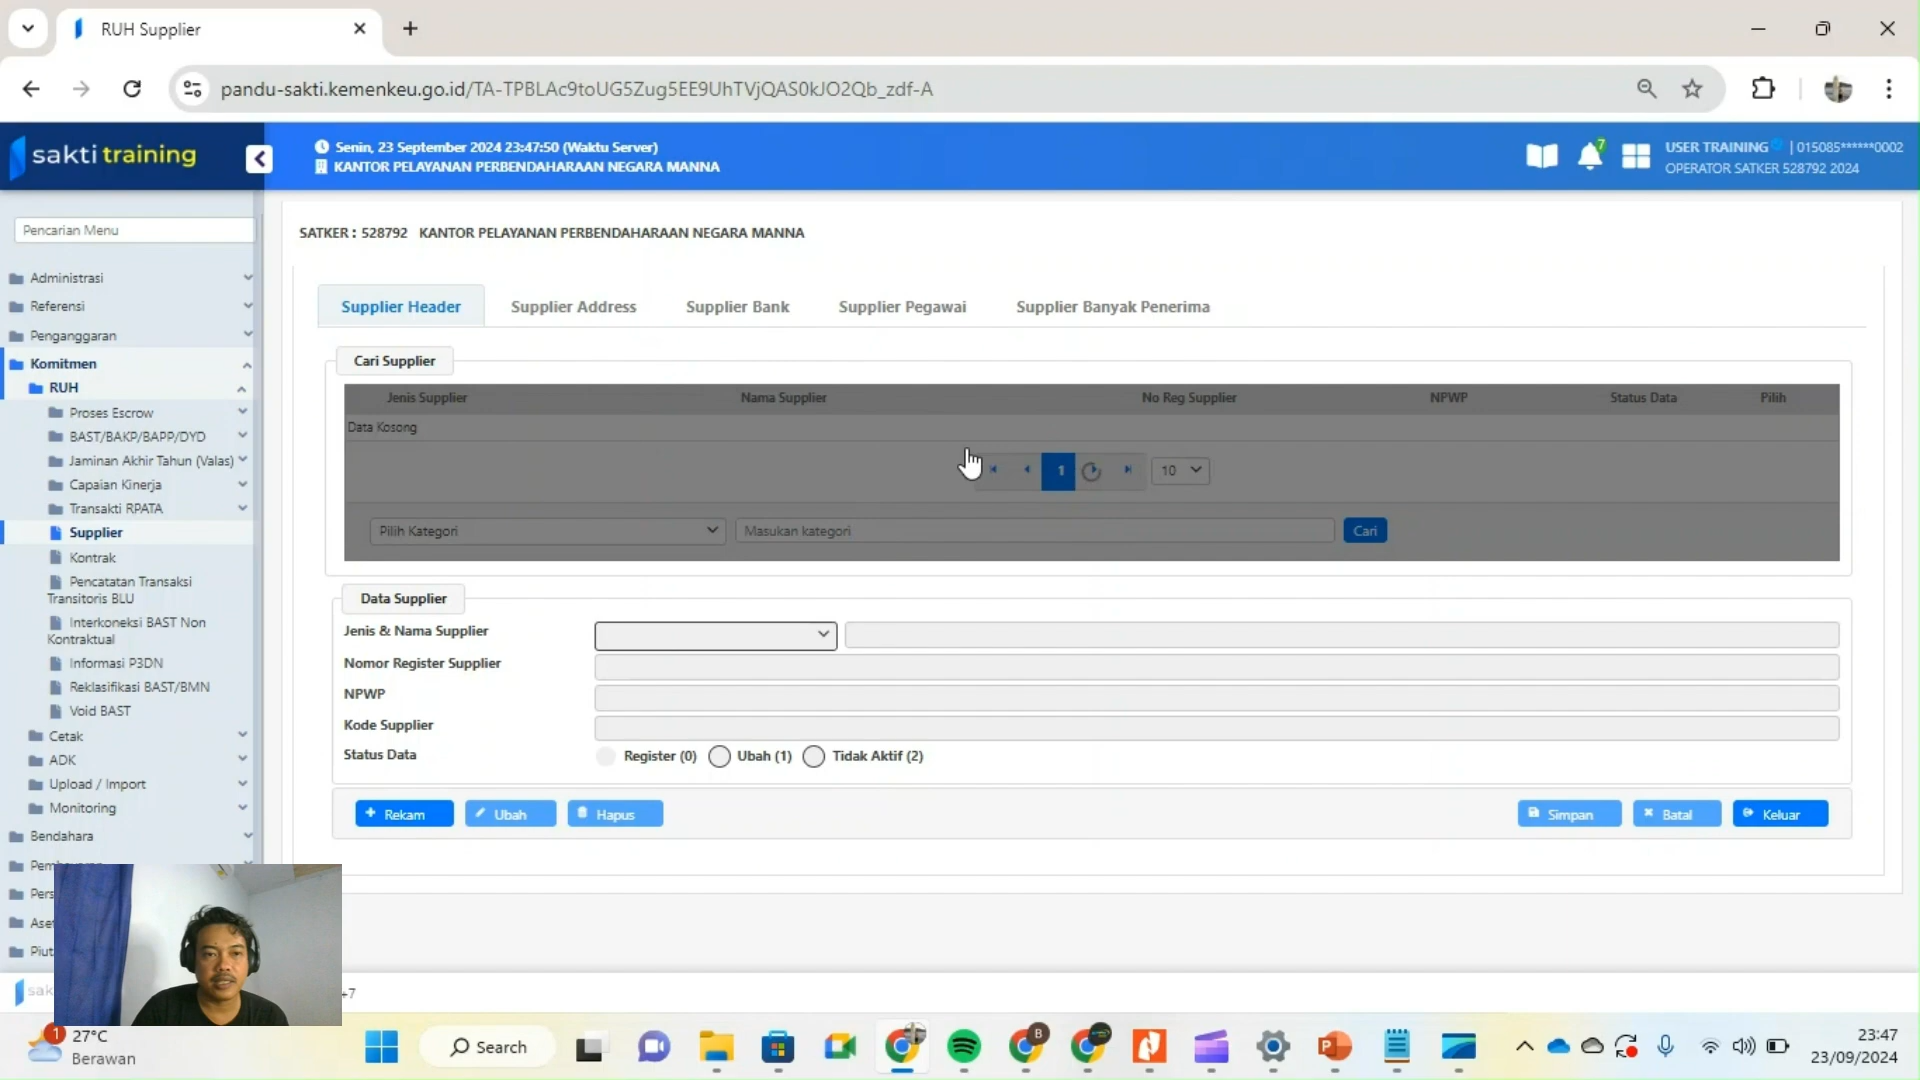 RUH Supplier
pandu-sakti.kemenkeu.go.id/TA-TPBLAc9toUG5Zug5EE9UhTVjQAS0kJO2Qb_zdf-A
sakti training
Senin, 23 September 2024 23:47:50 (Waktu Server)
KANTOR PELAYANAN PERBENDAHARAAN NEGARA MANNA
7
USER TRAINING | 015085******0002
OPERATOR SATKER 528792 2024
Pencarian Menu
Administrasi
Referensi
Penganggaran
Komitmen
RUH
Proses Escrow
BAST/BAKP/BAPP/DYD
Jaminan Akhir Tahun (Valas)
Capaian Kinerja
Transakti RPATA
Supplier
Kontrak
Pencatatan Transaksi
Transitoris BLU
Interkoneksi BAST Non
Kontraktual
Informasi P3DN
Reklasifikasi BAST/BMN
Void BAST
Cetak
ADK
Upload / Import
Monitoring
Bendahara
SATKER : 528792 KANTOR PELAYANAN PERBENDAHARAAN NEGARA MANNA
Supplier Header Supplier Address Supplier Bank Supplier Pegawai Supplier Banyak Penerima
Cari Supplier
Jenis Supplier Nama Supplier No Reg Supplier NPWP Status Data Pilih
Data Kosong
1 10
Pilih Kategori Masukan kategori Cari
Data Supplier
Jenis & Nama Supplier
Nomor Register Supplier
NPWP
Kode Supplier
Status Data Register (0) Ubah (1) Tidak Aktif (2)
Rekam Ubah Hapus Simpan Batal Keluar
+7
1
27°C
Berawan
Search
B
23:47
23/09/2024